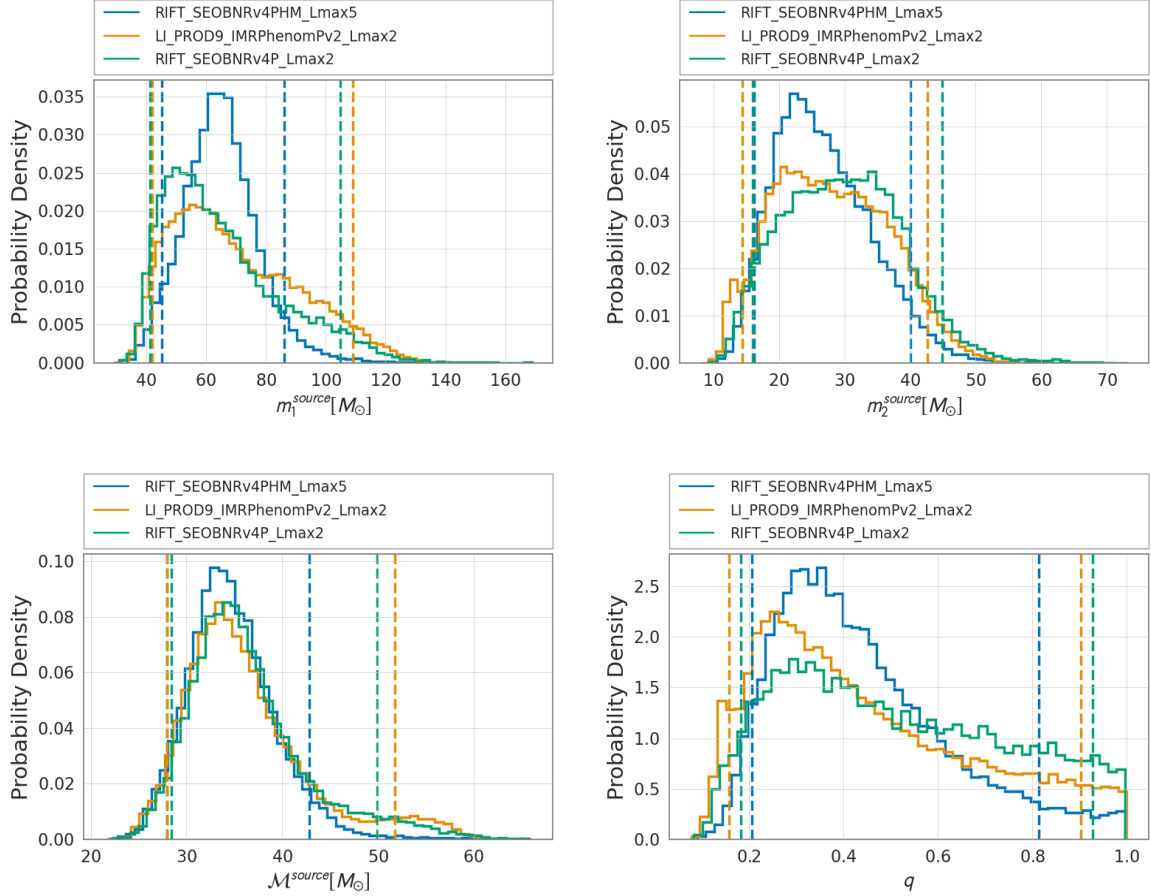 RIFT_SEOBNRv4PHM_Lmax5
LI_PROD9_IMRPhenomPv2_Lmax2
RIFT_SEOBNRv4P_Lmax2
Probability Density
0.035
0.030
0.025
0.020
0.015
0.010
0.005
0.000
40
60
80
100
120
140
160
m₁^source[M⊙]
RIFT_SEOBNRv4PHM_Lmax5
LI_PROD9_IMRPhenomPv2_Lmax2
RIFT_SEOBNRv4P_Lmax2
Probability Density
0.05
0.04
0.03
0.02
0.01
0.00
10
20
30
40
50
60
70
m₂^source[M⊙]
RIFT_SEOBNRv4PHM_Lmax5
LI_PROD9_IMRPhenomPv2_Lmax2
RIFT_SEOBNRv4P_Lmax2
Probability Density
0.10
0.08
0.06
0.04
0.02
0.00
20
30
40
50
60
ℳ^source[M⊙]
RIFT_SEOBNRv4PHM_Lmax5
LI_PROD9_IMRPhenomPv2_Lmax2
RIFT_SEOBNRv4P_Lmax2
Probability Density
2.5
2.0
1.5
1.0
0.5
0.0
0.2
0.4
0.6
0.8
1.0
q